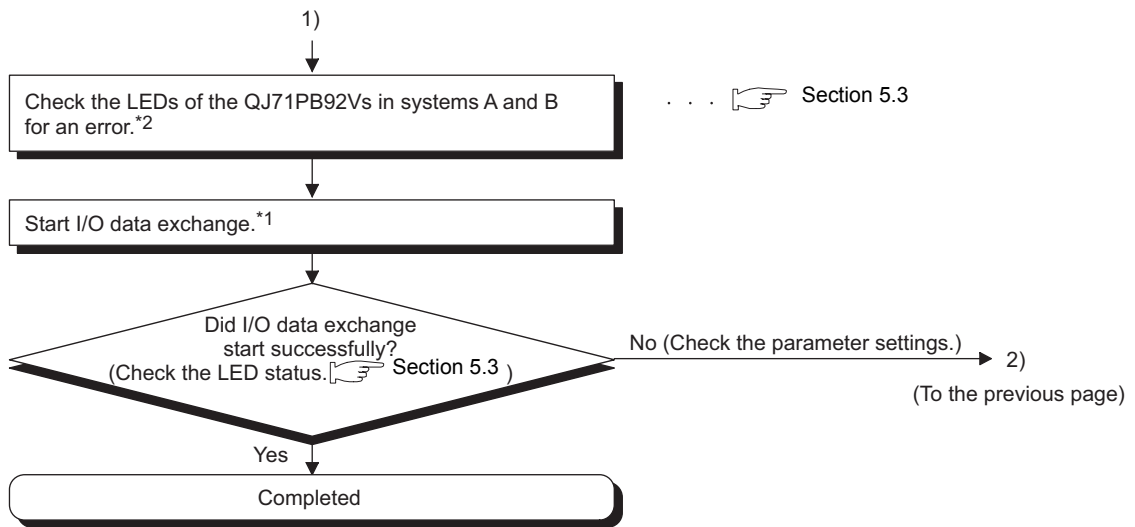 1)
Check the LEDs of the QJ71PB92Vs in systems A and B
for an error.*2
. . . Section 5.3
Start I/O data exchange.*1
Did I/O data exchange
start successfully?
(Check the LED status. Section 5.3 )
No (Check the parameter settings.)
2)
(To the previous page)
Yes
Completed